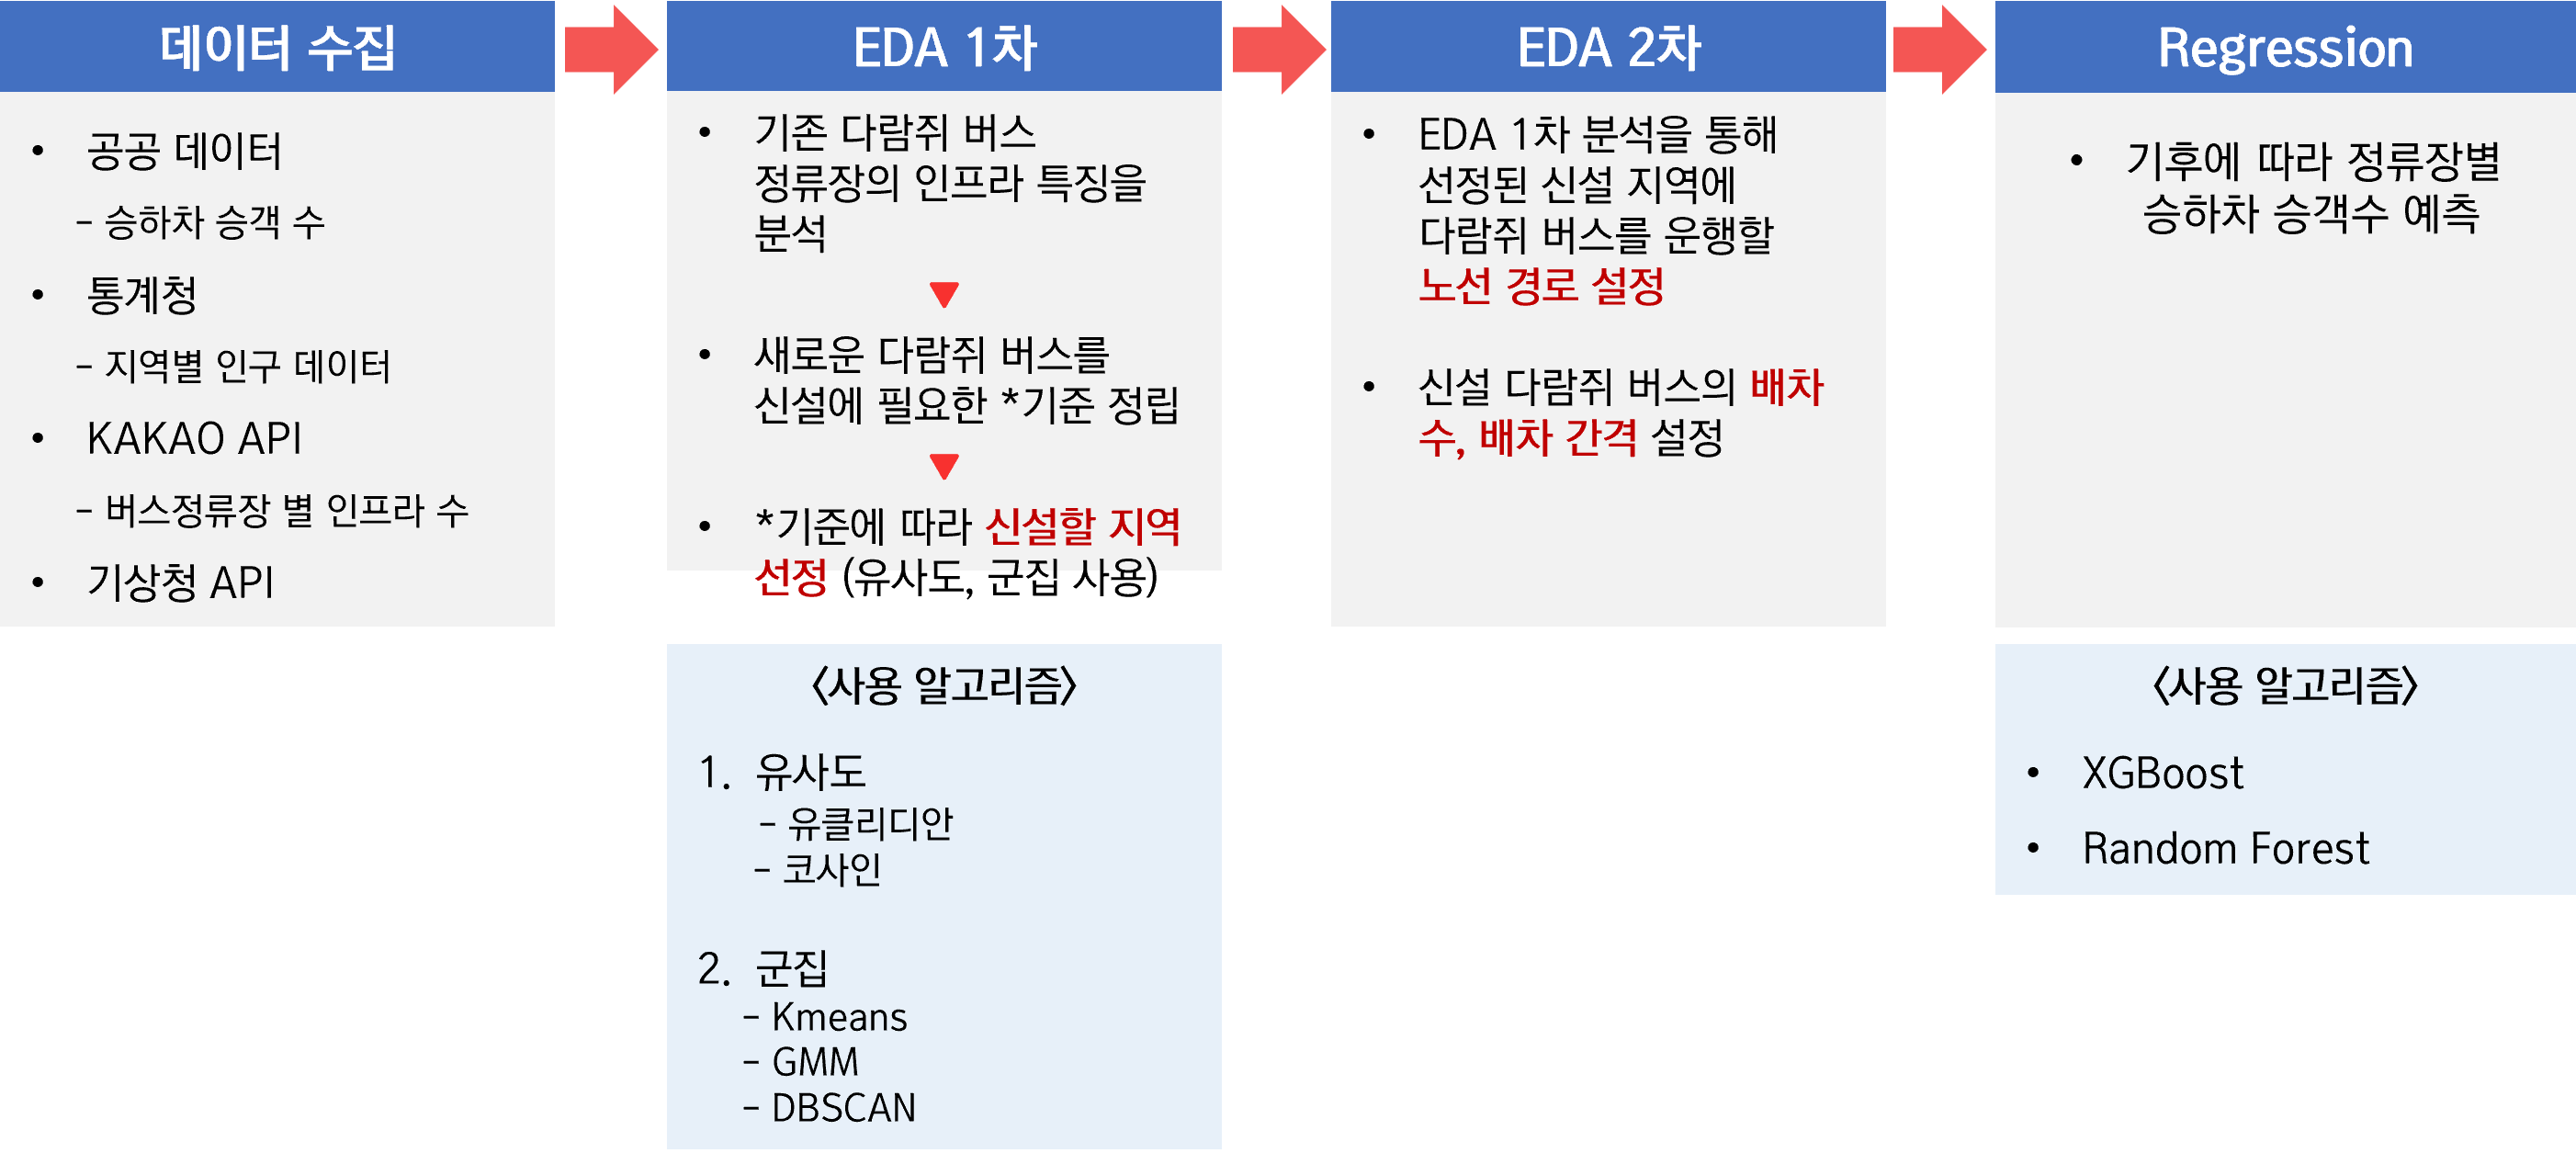 데이터 수집
• 공공 데이터
- 승하차 승객 수
• 통계청
- 지역별 인구 데이터
• KAKAO API
- 버스정류장 별 인프라 수
• 기상청 API
EDA 1차
• 기존 다람쥐 버스
정류장의 인프라 특징을
분석
• 새로운 다람쥐 버스를
신설에 필요한 *기준 정립
• *기준에 따라 신설할 지역
선정 (유사도, 군집 사용)
<사용 알고리즘>
1. 유사도
- 유클리디안
- 코사인
2. 군집
- Kmeans
- GMM
- DBSCAN
EDA 2차
• EDA 1차 분석을 통해
선정된 신설 지역에
다람쥐 버스를 운행할
노선 경로 설정
• 신설 다람쥐 버스의 배차
수, 배차 간격 설정
Regression
• 기후에 따라 정류장별
승하차 승객수 예측
<사용 알고리즘>
• XGBoost
• Random Forest